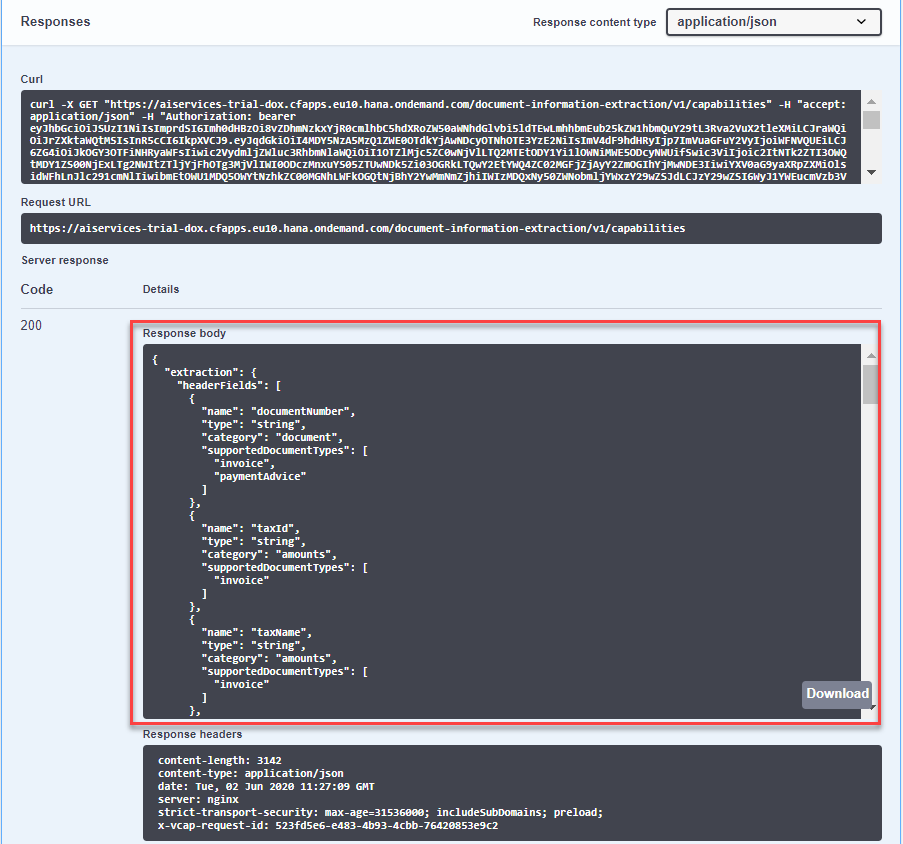 Responses
Response content type
application/json
Curl
curl -X GET "https://aiservices-trial-dox.cfapps.eu10.hana.ondemand.com/document-information-extraction/v1/capabilities" -H "accept:
application/json" -H "Authorization: bearer
Request URL
https://aiservices-trial-dox.cfapps.eu10.hana.ondemand.com/document-information-extraction/v1/capabilities
Server response
Code
Details
200
Response body
{
"extraction": {
"headerFields": [
{
"name": "documentNumber",
"type": "string",
"category": "document",
"supportedDocumentTypes": [
"invoice",
"paymentAdvice"
]
},
{
"name": "taxId",
"type": "string",
"category": "amounts",
"supportedDocumentTypes": [
"invoice"
]
},
{
"name": "taxName",
"type": "string",
"category": "amounts",
"supportedDocumentTypes": [
"invoice"
]
},
Download
Response headers
content-length: 3142
content-type: application/json
date: Tue, 02 Jun 2020 11:27:09 GMT
server: nginx
strict-transport-security: max-age=31536000; includeSubDomains; preload;
x-vcap-request-id: 523fd5e6-e483-4b93-4cbb-76420853e9c2